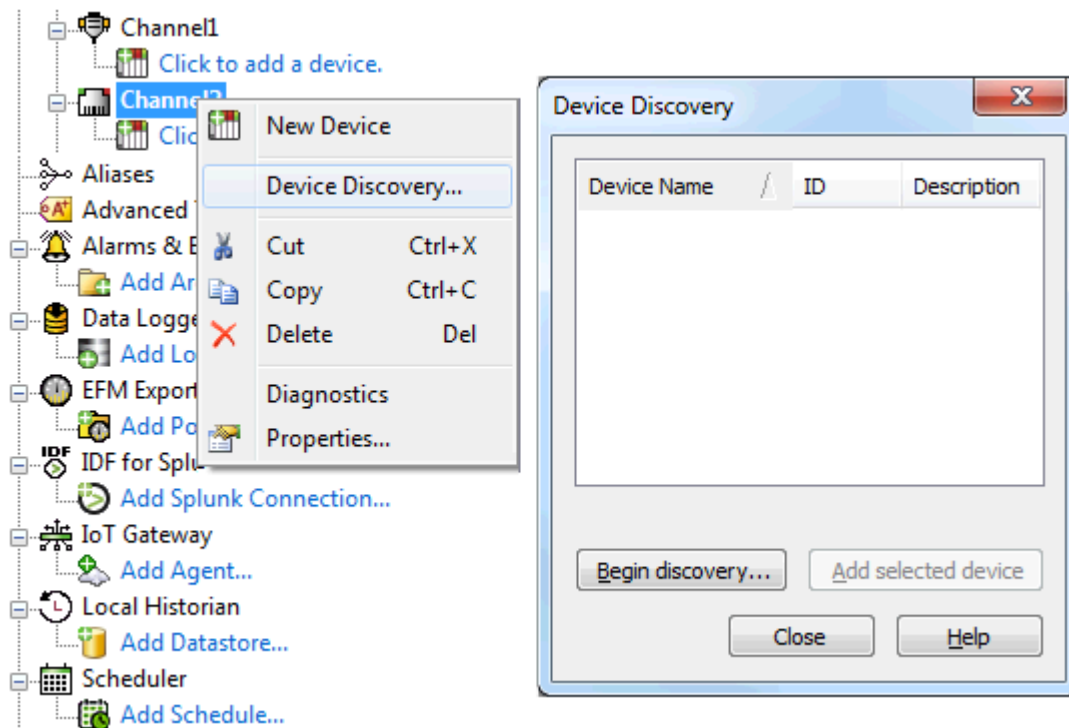 Channel1
Click to add a device.
Channel2
Clic
Aliases
Advanced
Alarms & E
Add Ar
Data Logge
Add Lo
EFM Export
Add Po
IDF for Splu
Add Splunk Connection...
IoT Gateway
Add Agent...
Local Historian
Add Datastore...
Scheduler
Add Schedule...
New Device
Device Discovery...
Cut Ctrl+X
Copy Ctrl+C
Delete Del
Diagnostics
Properties...
Device Discovery
Device Name ID Description
Begin discovery... Add selected device
Close Help